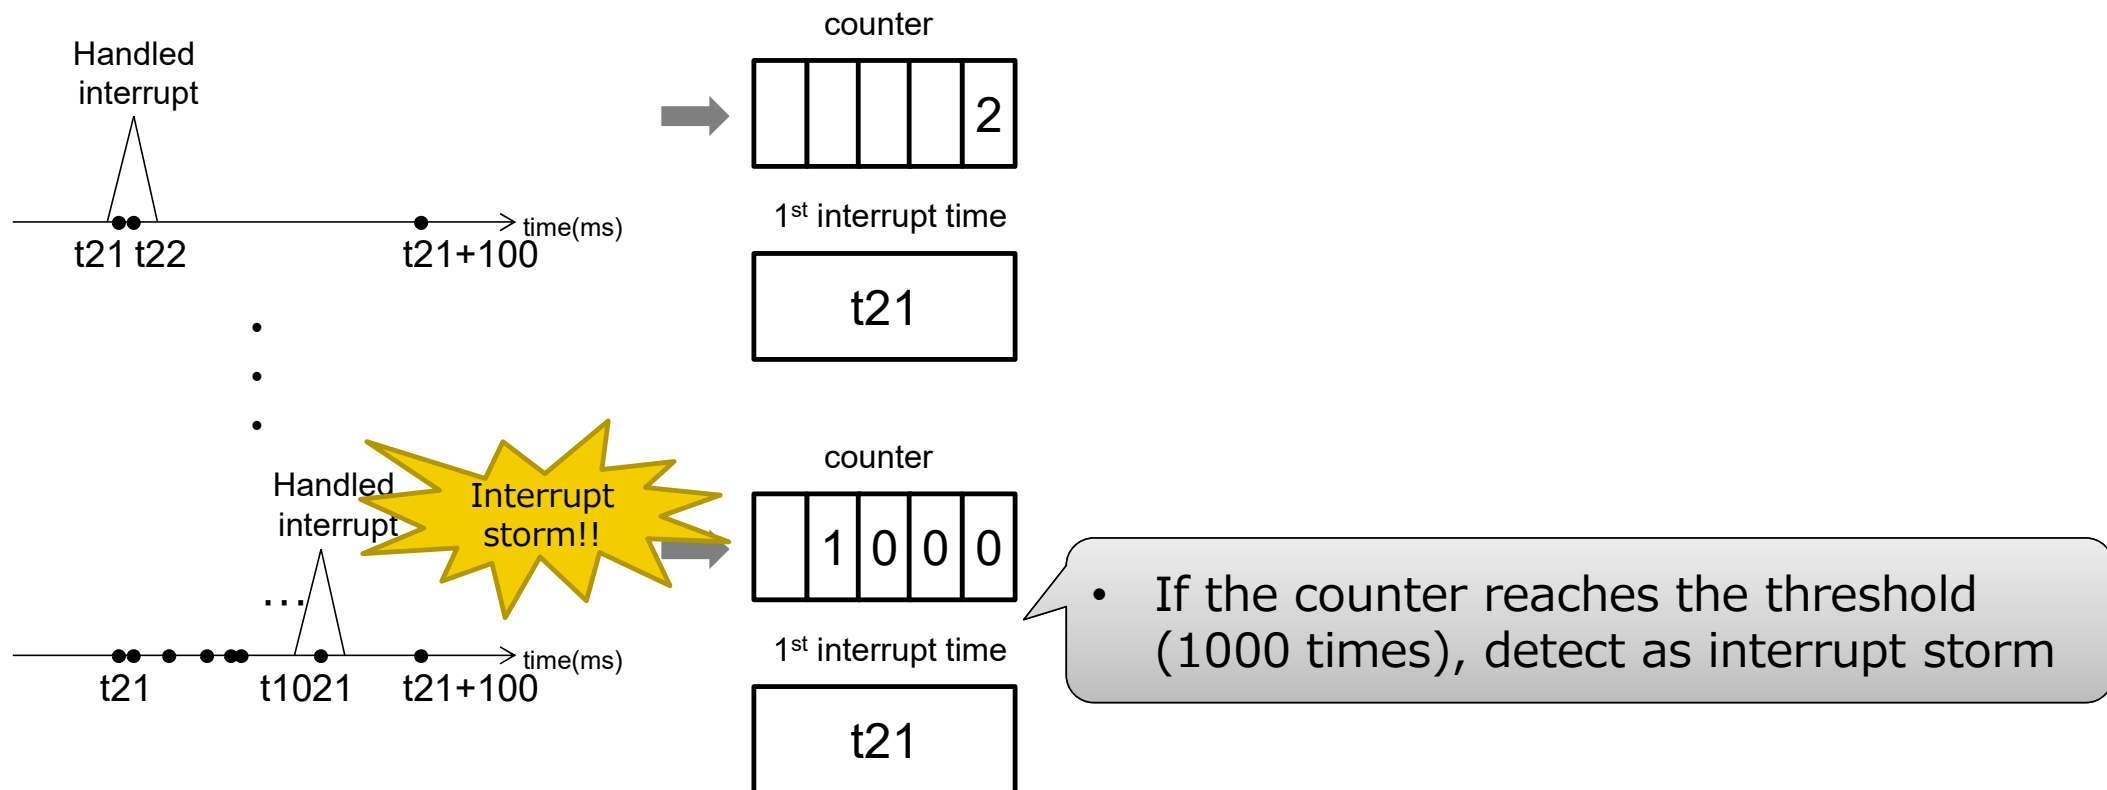 counter
Handled
interrupt
2
time(ms)
t21 t22
t21+100
1st interrupt time
t21
•
•
•
counter
Handled
interrupt
Interrupt
storm!!
1 0 0 0
...
time(ms)
t21
t1021
t21+100
1st interrupt time
t21
• If the counter reaches the threshold
(1000 times), detect as interrupt storm